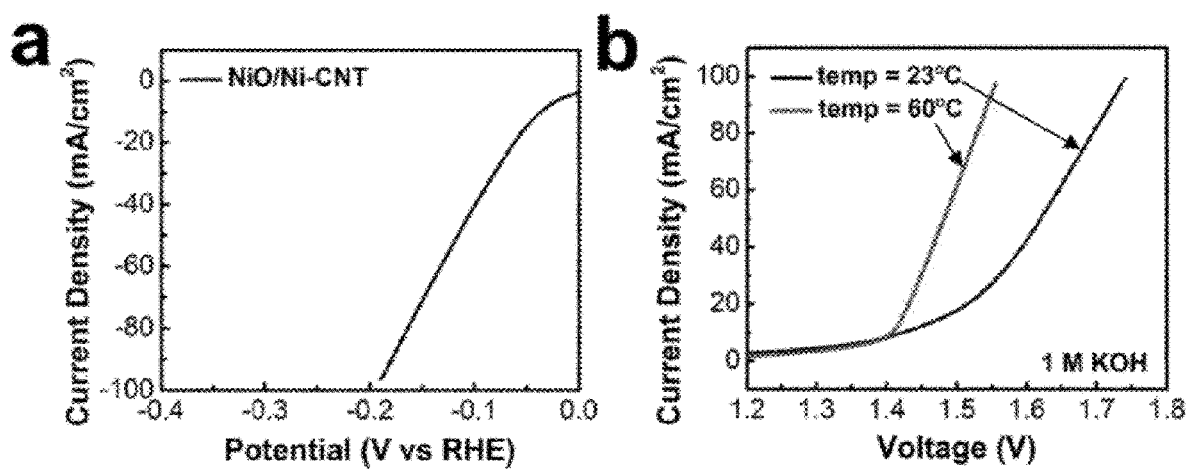 a
NiO/Ni-CNT
Current Density (mA/cm²)
0
-20
-40
-60
-80
-100
-0.4 -0.3 -0.2 -0.1 0.0
Potential (V vs RHE)
b
temp = 23°C
temp = 60°C
Current Density (mA/cm²)
100
80
60
40
20
0
1 M KOH
1.2 1.3 1.4 1.5 1.6 1.7 1.8
Voltage (V)